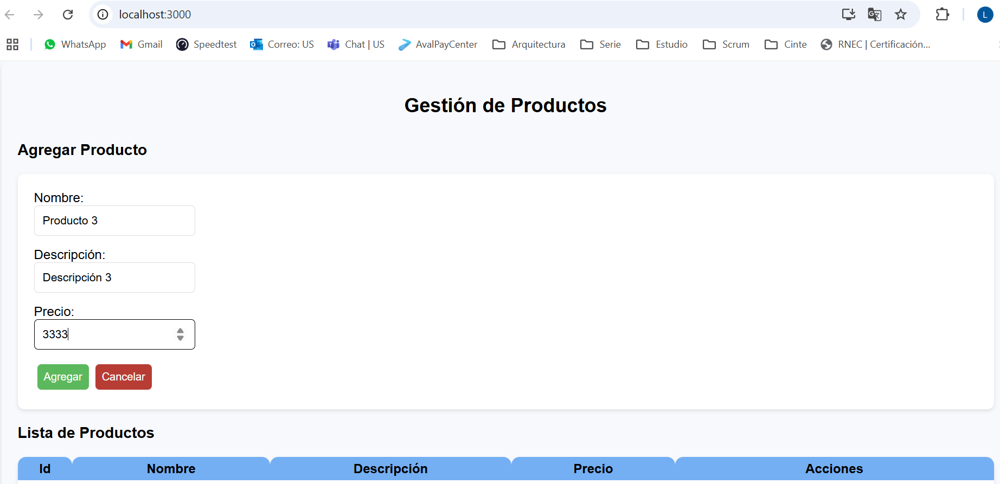 localhost:3000
L
WhatsApp
Gmail
Speedtest
Correo: US
Chat | US
AvalPayCenter
Arquitectura
Serie
Estudio
Scrum
Cinte
RNEC | Certificación...
Gestión de Productos
Agregar Producto
Nombre:
Producto 3
Descripción:
Descripción 3
Precio:
3333
Agregar Cancelar
Lista de Productos
Id Nombre Descripción Precio Acciones